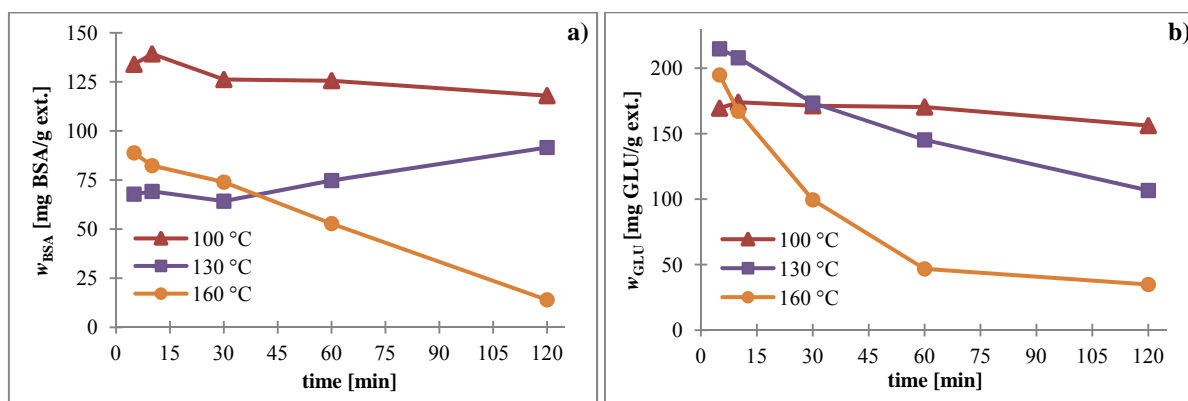 a)
150
125
100
75
50
25
0
w_BSA [mg BSA/g ext.]
100 °C
130 °C
160 °C
0 15 30 45 60 75 90 105 120
time [min]
b)
200
150
100
50
0
w_GLU [mg GLU/g ext.]
100 °C
130 °C
160 °C
0 15 30 45 60 75 90 105 120
time [min]